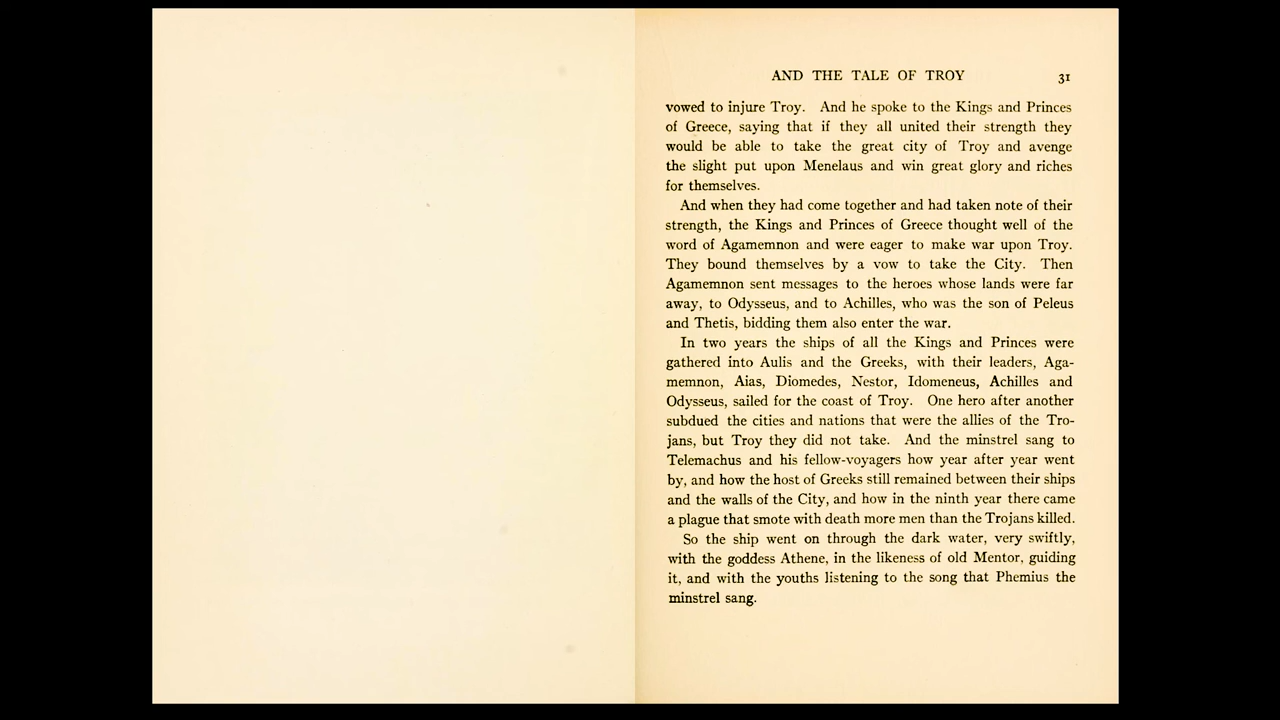 AND THE TALE OF TROY 31
vowed to injure Troy. And he spoke to the Kings and Princes
of Greece, saying that if they all united their strength they
would be able to take the great city of Troy and avenge
the slight put upon Menelaus and win great glory and riches
for themselves.
And when they had come together and had taken note of their
strength, the Kings and Princes of Greece thought well of the
word of Agamemnon and were eager to make war upon Troy.
They bound themselves by a vow to take the City. Then
Agamemnon sent messages to the heroes whose lands were far
away, to Odysseus, and to Achilles, who was the son of Peleus
and Thetis, bidding them also enter the war.
In two years the ships of all the Kings and Princes were
gathered into Aulis and the Greeks, with their leaders, Aga-
memnon, Aias, Diomedes, Nestor, Idomeneus, Achilles and
Odysseus, sailed for the coast of Troy. One hero after another
subdued the cities and nations that were the allies of the Tro-
jans, but Troy they did not take. And the minstrel sang to
Telemachus and his fellow-voyagers how year after year went
by, and how the host of Greeks still remained between their ships
and the walls of the City, and how in the ninth year there came
a plague that smote with death more men than the Trojans killed.
So the ship went on through the dark water, very swiftly,
with the goddess Athene, in the likeness of old Mentor, guiding
it, and with the youths listening to the song that Phemius the
minstrel sang.